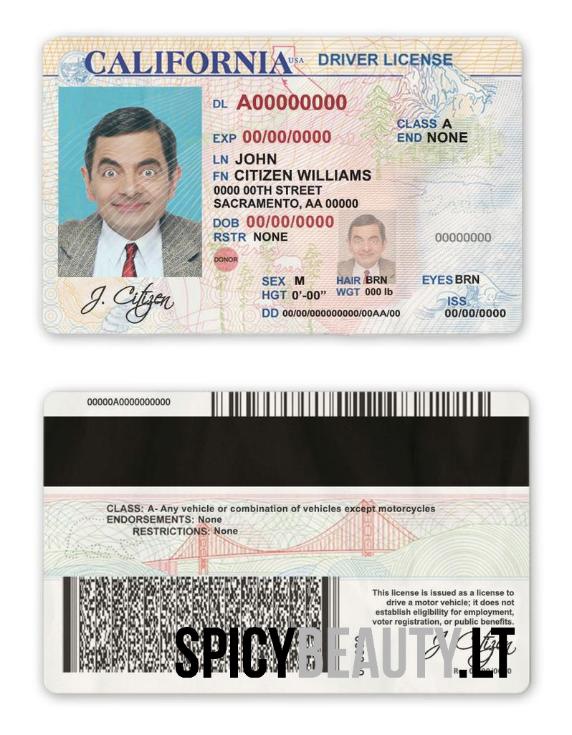 CALIFORNIA USA DRIVER LICENSE
DL A00000000
CLASS A
EXP 00/00/0000
END NONE
LN JOHN
FN CITIZEN WILLIAMS
0000 00TH STREET
SACRAMENTO, AA 00000
DOB 00/00/0000
RSTR NONE
00000000
DONOR
SEX M HAIR BRN EYES BRN
HGT 0'-00" WGT 000 lb
ISS
DD 00/00/000000000/00AA/00 00/00/0000
J. Citizen
00000A0000000000
CLASS: A- Any vehicle or combination of vehicles except motorcycles
ENDORSEMENTS: None
RESTRICTIONS: None
This license is issued as a license to
drive a motor vehicle; it does not
establish eligibility for employment,
voter registration, or public benefits.
J. Citizen
SPICYBEAUTY.LT